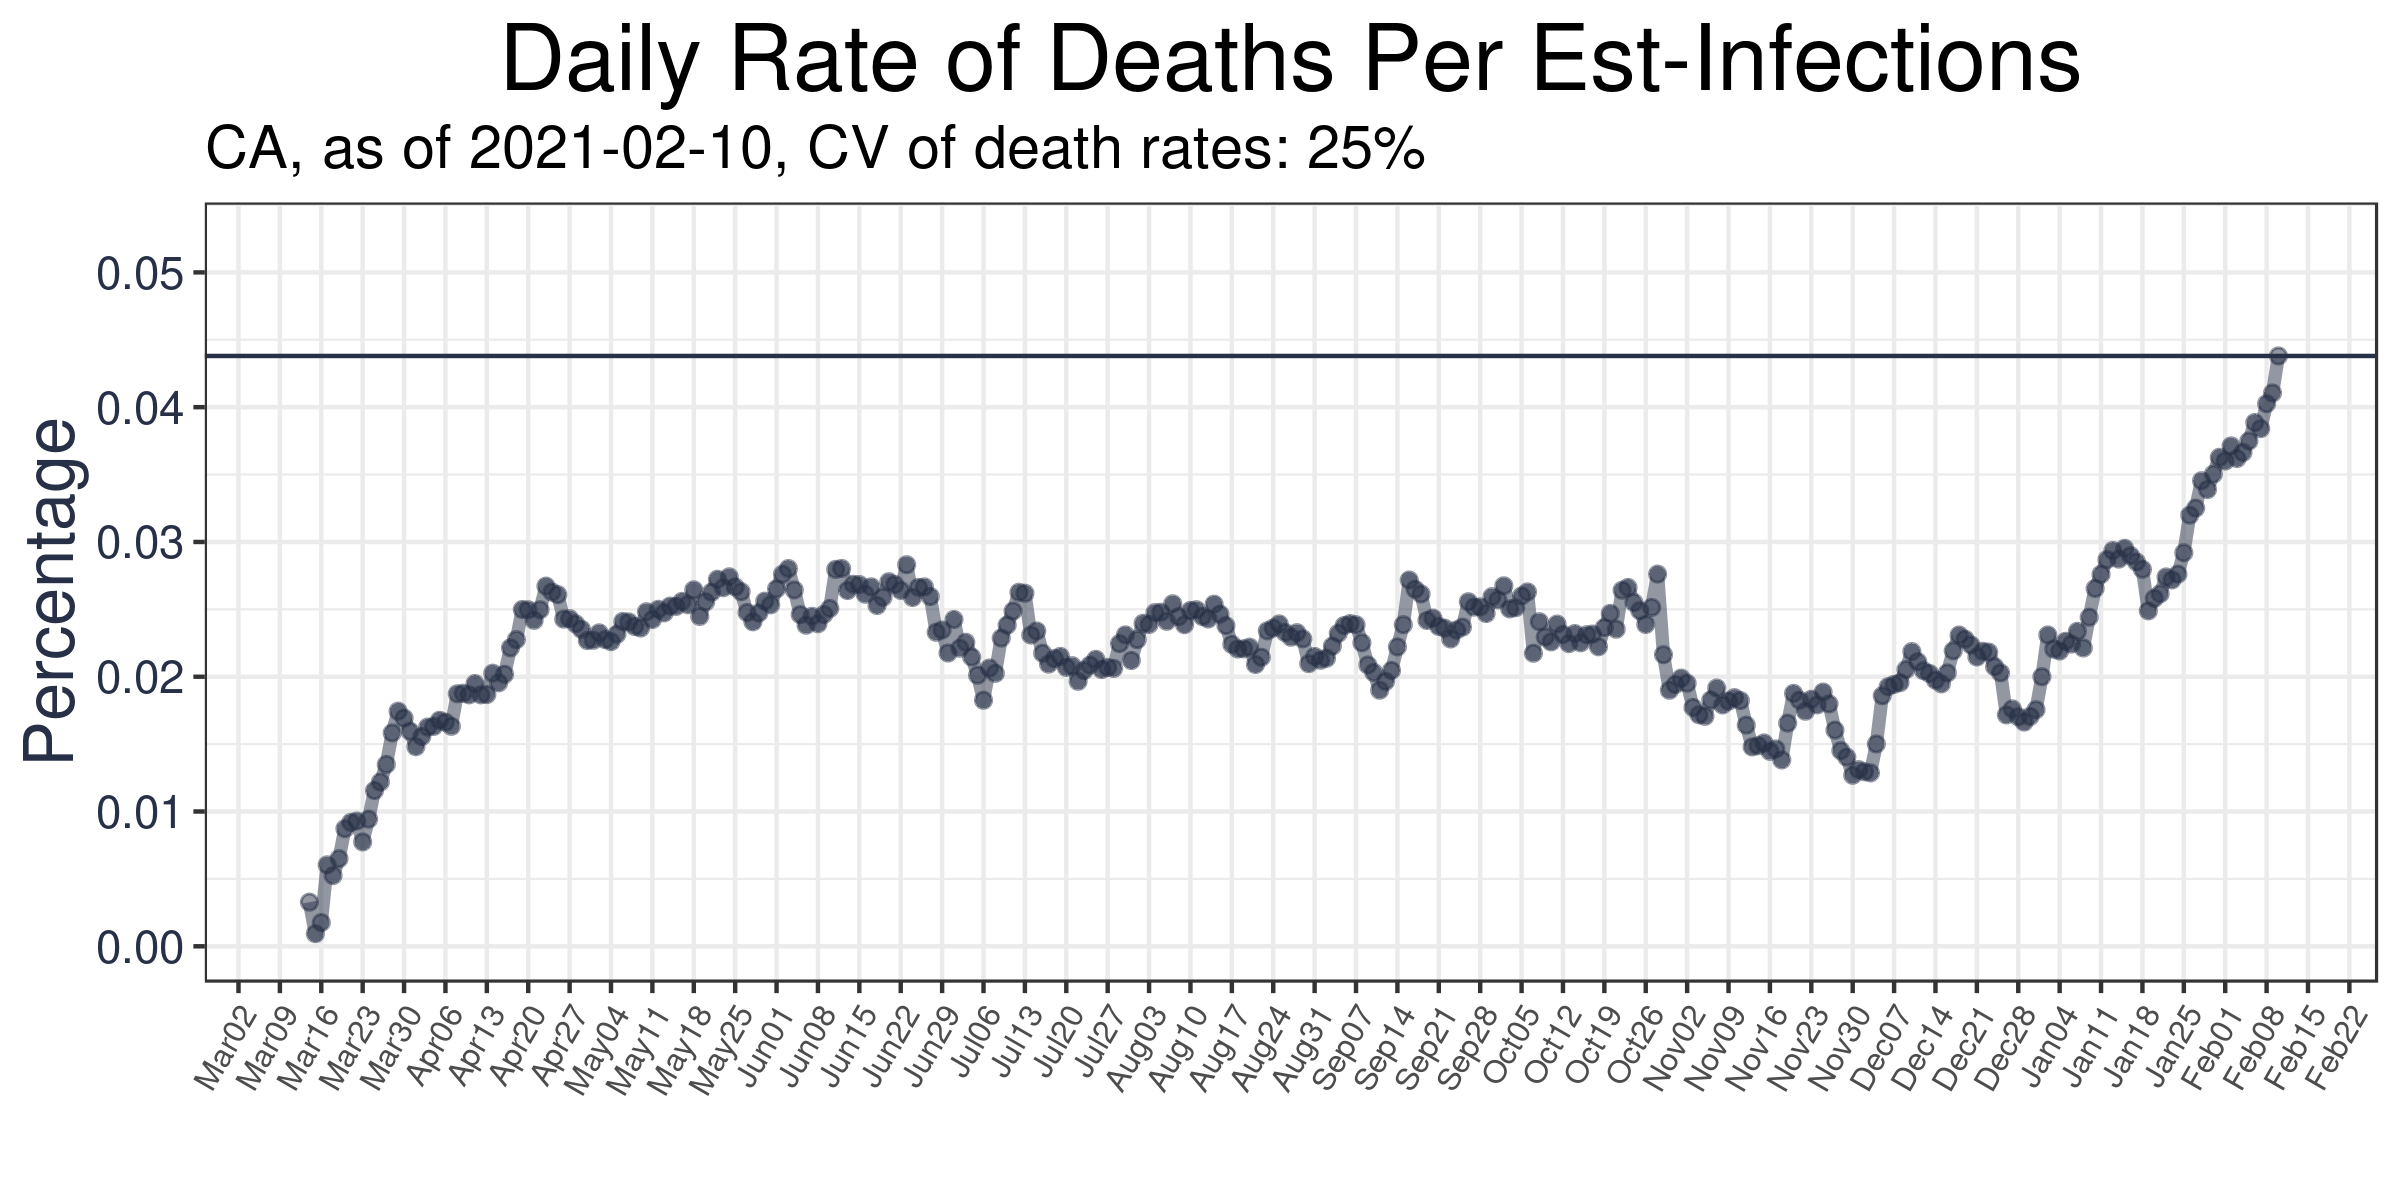 Daily Rate of Deaths Per Est-Infections
CA, as of 2021-02-10, CV of death rates: 25%
Percentage
0.05
0.04
0.03
0.02
0.01
0.00
Mar02
Mar09
Mar16
Mar23
Mar30
Apr06
Apr13
Apr20
Apr27
May04
May11
May18
May25
Jun01
Jun08
Jun15
Jun22
Jun29
Jul06
Jul13
Jul20
Jul27
Aug03
Aug10
Aug17
Aug24
Aug31
Sep07
Sep14
Sep21
Sep28
Oct05
Oct12
Oct19
Oct26
Nov02
Nov09
Nov16
Nov23
Nov30
Dec07
Dec14
Dec21
Dec28
Jan04
Jan11
Jan18
Jan25
Feb01
Feb08
Feb15
Feb22